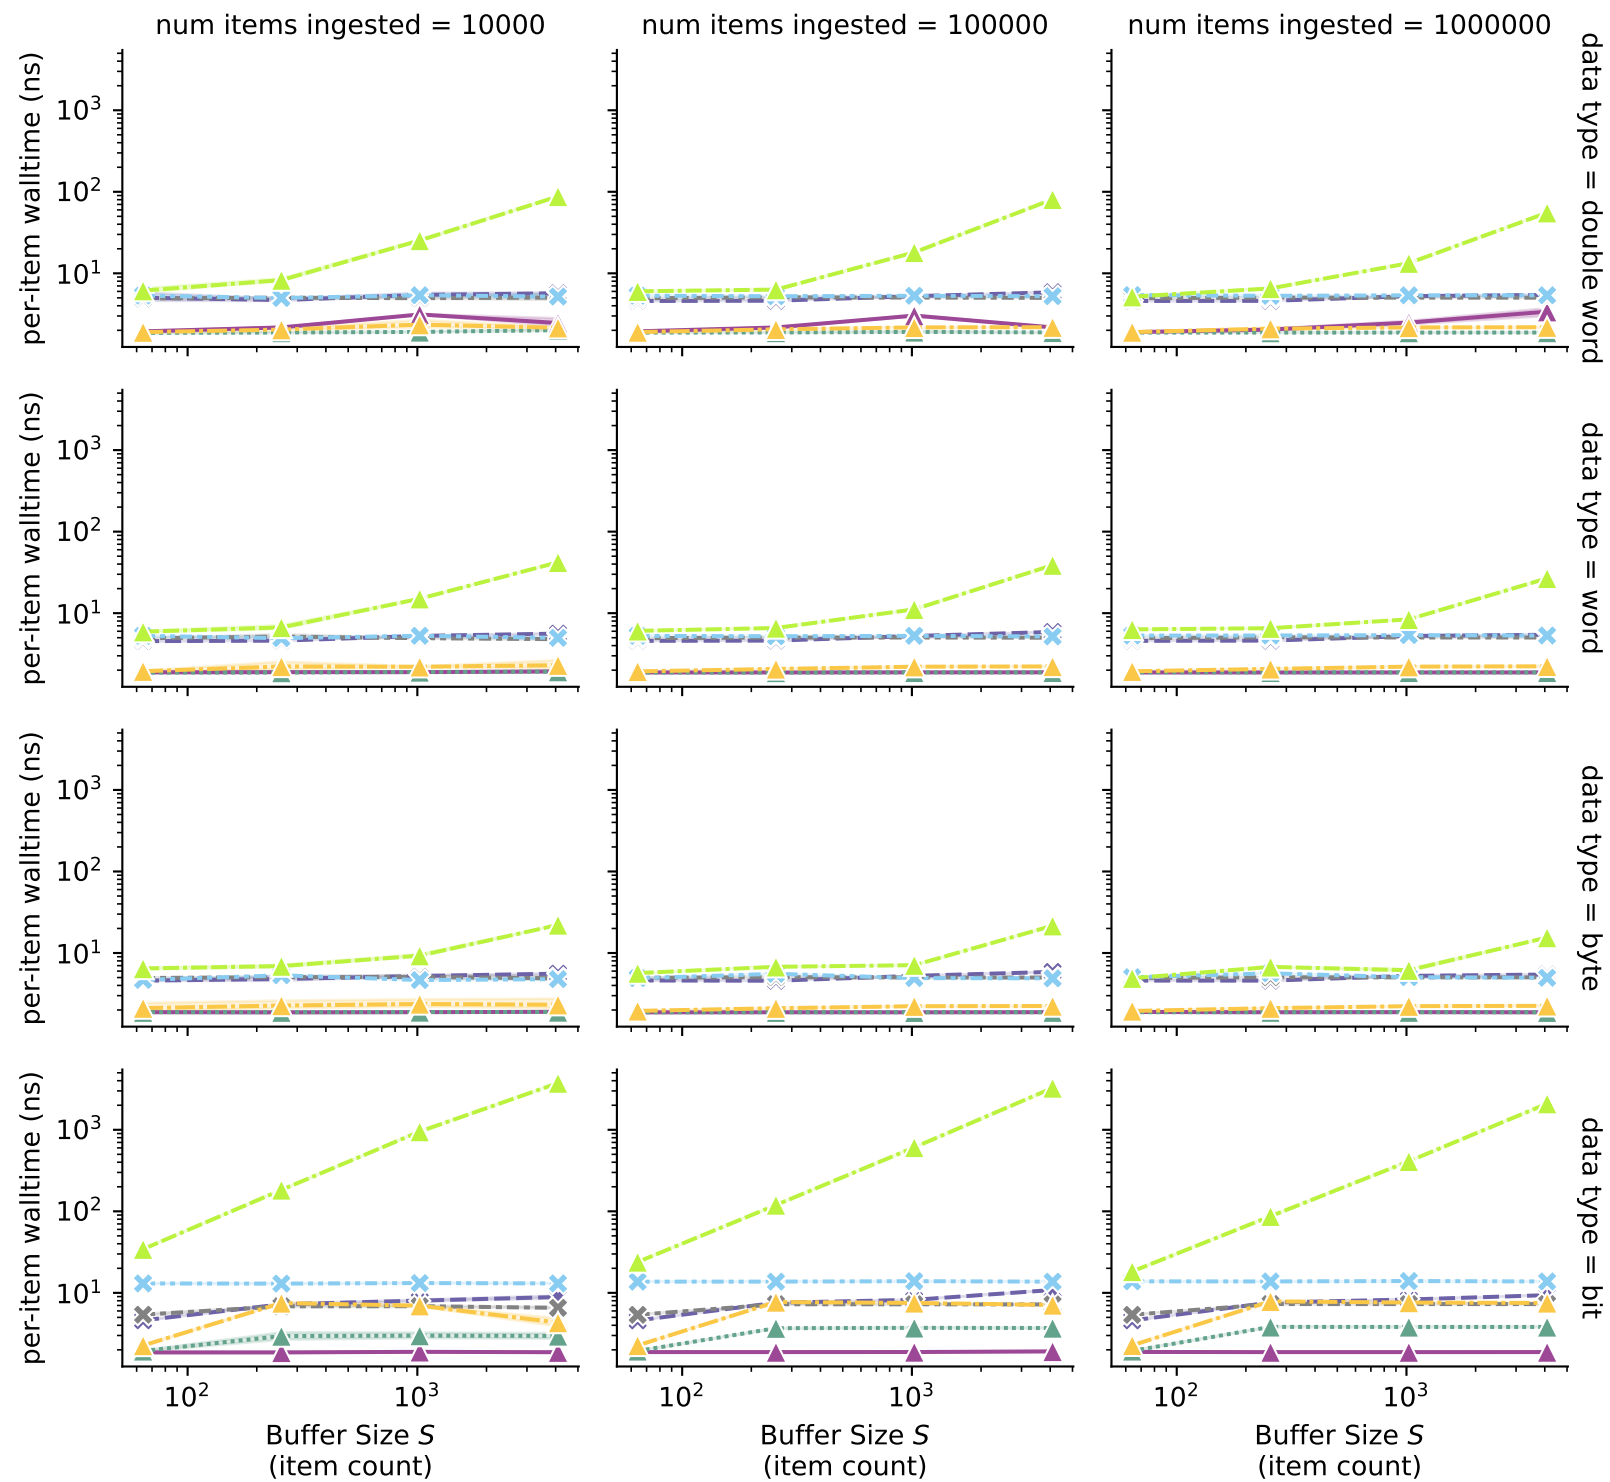 num items ingested = 10000
num items ingested = 100000
num items ingested = 1000000
per-item walltime (ns)
10³
10²
10¹
data type = double word
per-item walltime (ns)
10³
10²
10¹
data type = word
per-item walltime (ns)
10³
10²
10¹
data type = byte
per-item walltime (ns)
10³
10²
10¹
data type = bit
10²
10³
10²
10³
10²
10³
Buffer Size S
(item count)
Buffer Size S
(item count)
Buffer Size S
(item count)